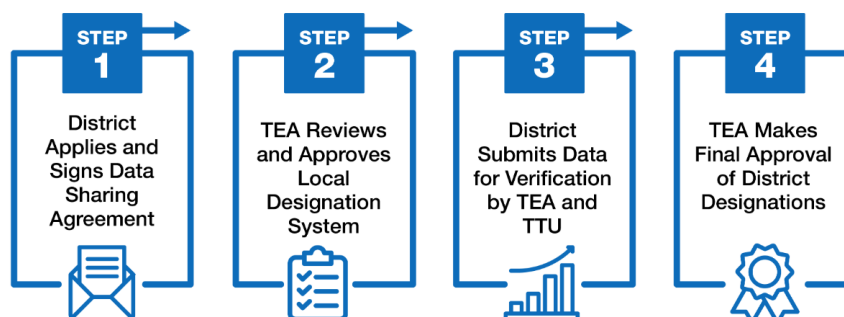 STEP
1
District
Applies and
Signs Data
Sharing
Agreement
STEP
2
TEA Reviews
and Approves
Local
Designation
System
STEP
3
District
Submits Data
for Verification
by TEA and
TTU
STEP
4
TEA Makes
Final Approval
of District
Designations